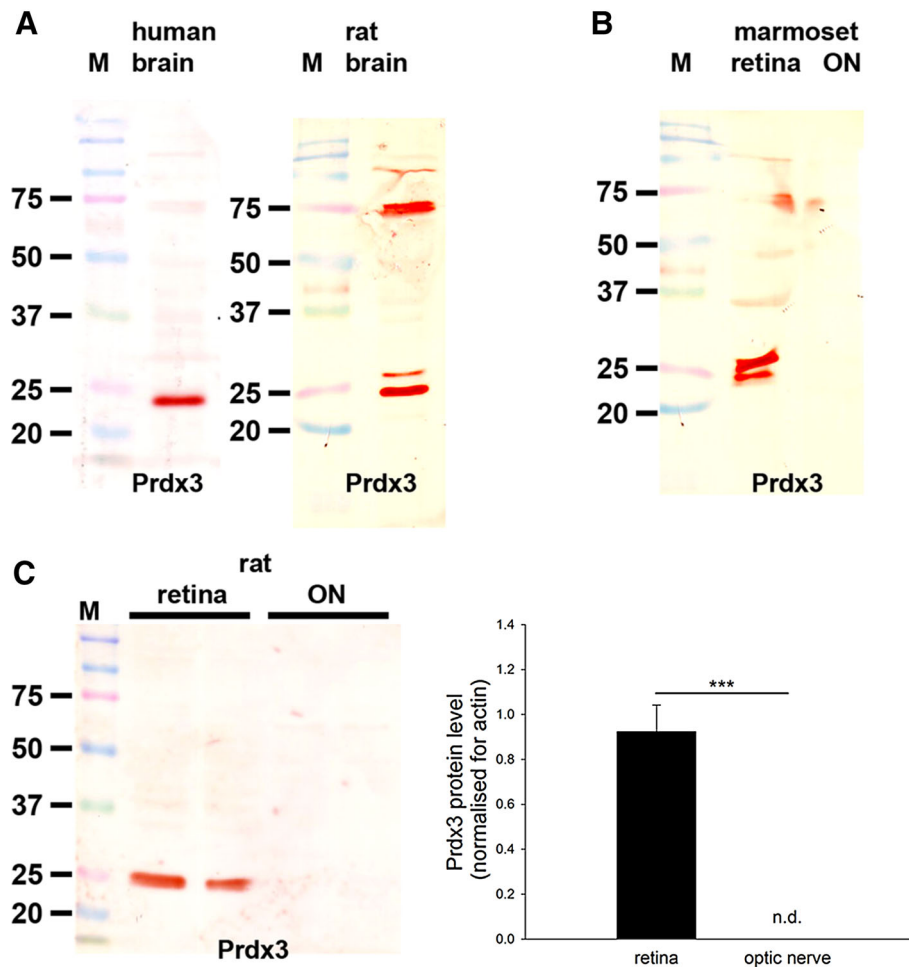 A
human
M brain
75
50
37
25
20
Prdx3
rat
M brain
75
50
37
25
20
Prdx3
B
marmoset
M retina ON
75
50
37
25
20
Prdx3
C
rat
retina ON
M
75
50
37
25
20
Prdx3
Prdx3 protein level
(normalised for actin)
1.4
1.2
1.0
0.8
0.6
0.4
0.2
0.0
***
n.d.
retina optic nerve